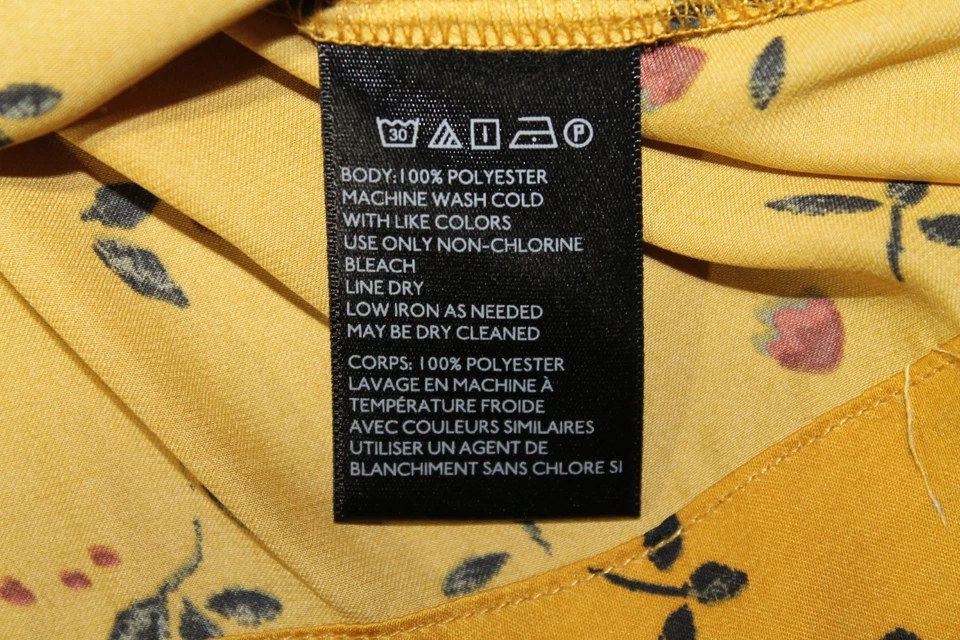 30 P
BODY: 100% POLYESTER
MACHINE WASH COLD
WITH LIKE COLORS
USE ONLY NON-CHLORINE
BLEACH
LINE DRY
LOW IRON AS NEEDED
MAY BE DRY CLEANED
CORPS: 100% POLYESTER
LAVAGE EN MACHINE À
TEMPÉRATURE FROIDE
AVEC COULEURS SIMILAIRES
UTILISER UN AGENT DE
BLANCHIMENT SANS CHLORE SI